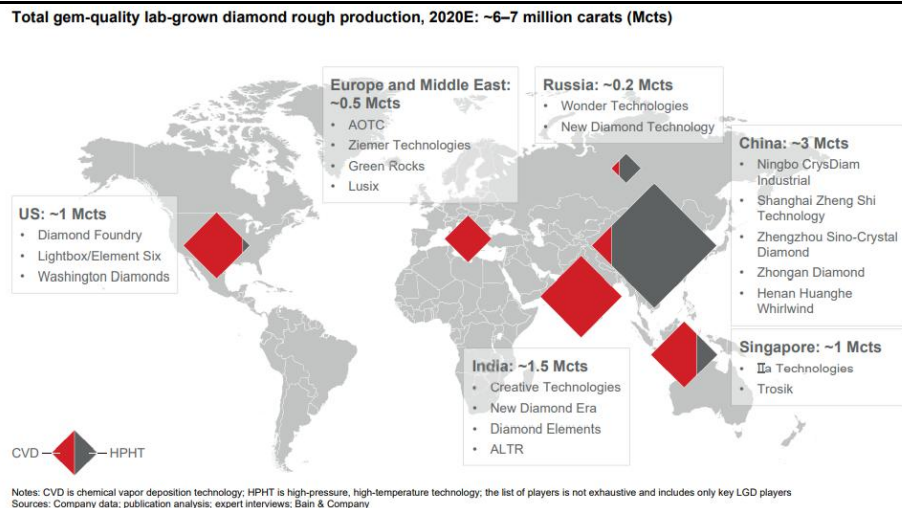 Total gem-quality lab-grown diamond rough production, 2020E: ~6–7 million carats (Mcts)
Europe and Middle East:
~0.5 Mcts
• AOTC
• Ziemer Technologies
• Green Rocks
• Lusix
Russia: ~0.2 Mcts
• Wonder Technologies
• New Diamond Technology
China: ~3 Mcts
• Ningbo CrysDiam
Industrial
• Shanghai Zheng Shi
Technology
• Zhengzhou Sino-Crystal
Diamond
• Zhongan Diamond
• Henan Huanghe
Whirlwind
US: ~1 Mcts
• Diamond Foundry
• Lightbox/Element Six
• Washington Diamonds
India: ~1.5 Mcts
• Creative Technologies
• New Diamond Era
• Diamond Elements
• ALTR
Singapore: ~1 Mcts
• IIa Technologies
• Trosik
CVD HPHT
Notes: CVD is chemical vapor deposition technology; HPHT is high-pressure, high-temperature technology; the list of players is not exhaustive and includes only key LGD players
Sources: Company data; publication analysis; expert interviews; Bain & Company